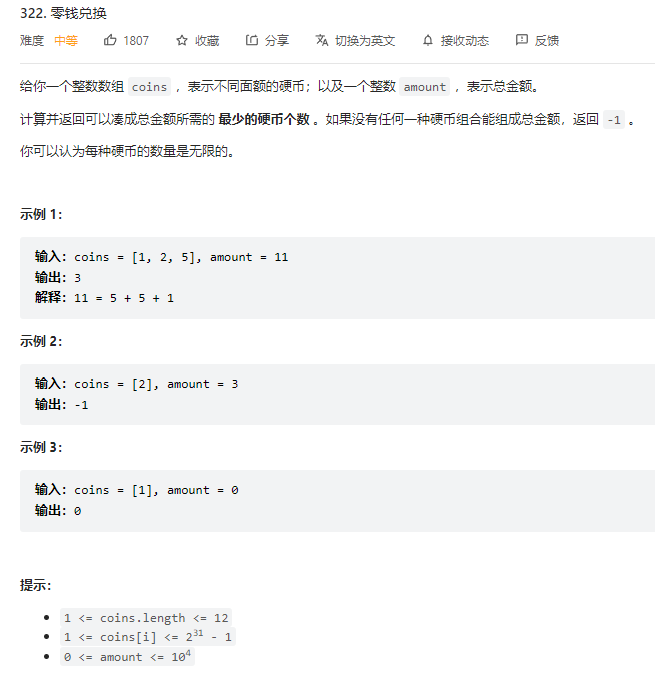 322. 零钱兑换
难度 中等 1807 收藏 分享 切换为英文 接收动态 反馈
给你一个整数数组 coins ，表示不同面额的硬币；以及一个整数 amount ，表示总金额。
计算并返回可以凑成总金额所需的 最少的硬币个数 。如果没有任何一种硬币组合能组成总金额，返回 -1 。
你可以认为每种硬币的数量是无限的。
示例 1：
输入：coins = [1, 2, 5], amount = 11
输出：3
解释：11 = 5 + 5 + 1
示例 2：
输入：coins = [2], amount = 3
输出：-1
示例 3：
输入：coins = [1], amount = 0
输出：0
提示：
1 <= coins.length <= 12
1 <= coins[i] <= 2³¹ - 1
0 <= amount <= 10⁴